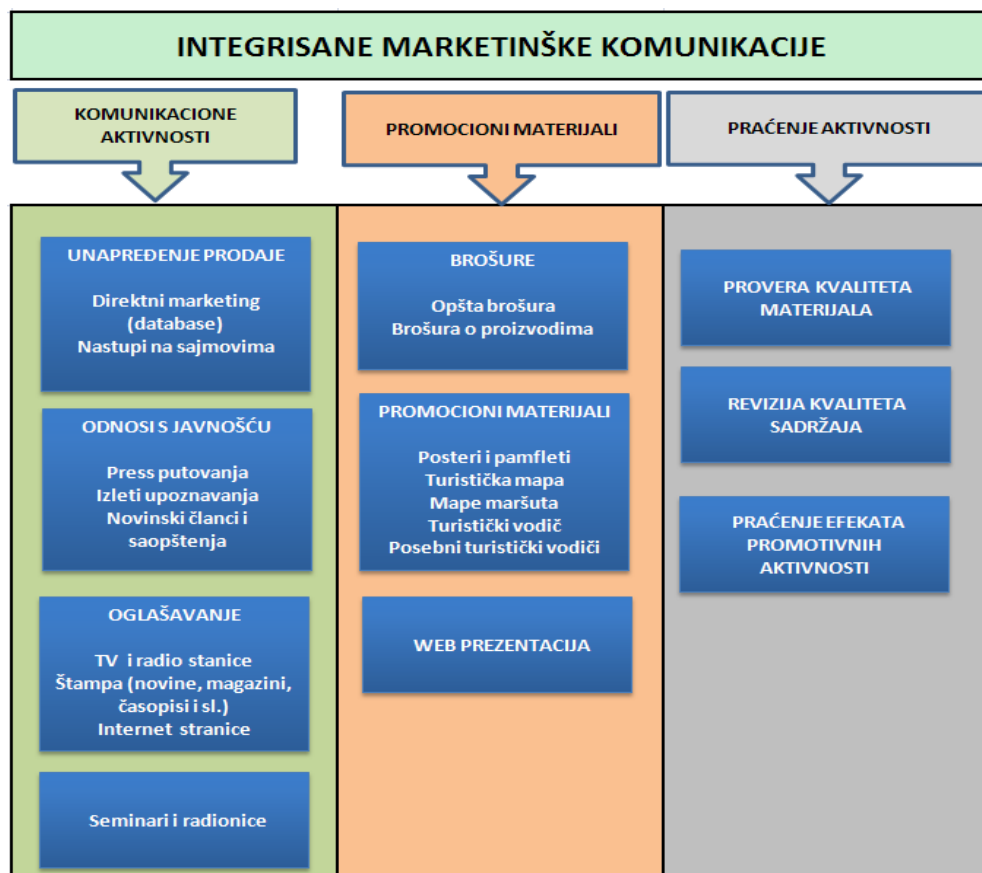 INTEGRISANE MARKETINŠKE KOMUNIKACIJE
KOMUNIKACIONE
AKTIVNOSTI
PROMOCIONI MATERIJALI
PRAĆENJE AKTIVNOSTI
UNAPREĐENJE PRODAJE
Direktni marketing
(database)
Nastupi na sajmovima
ODNOSI S JAVNOŠĆU
Press putovanja
Izleti upoznavanja
Novinski članci i
saopštenja
OGLAŠAVANJE
TV i radio stanice
Štampa (novine, magazini,
časopisi i sl.)
Internet stranice
Seminari i radionice
BROŠURE
Opšta brošura
Brošura o proizvodima
PROMOCIONI MATERIJALI
Posteri i pamfleti
Turistička mapa
Mape maršuta
Turistički vodič
Posebni turistički vodiči
WEB PREZENTACIJA
PROVERA KVALITETA
MATERIJALA
REVIZIJA KVALITETA
SADRŽAJA
PRAĆENJE EFEKATA
PROMOTIVNIH
AKTIVNOSTI